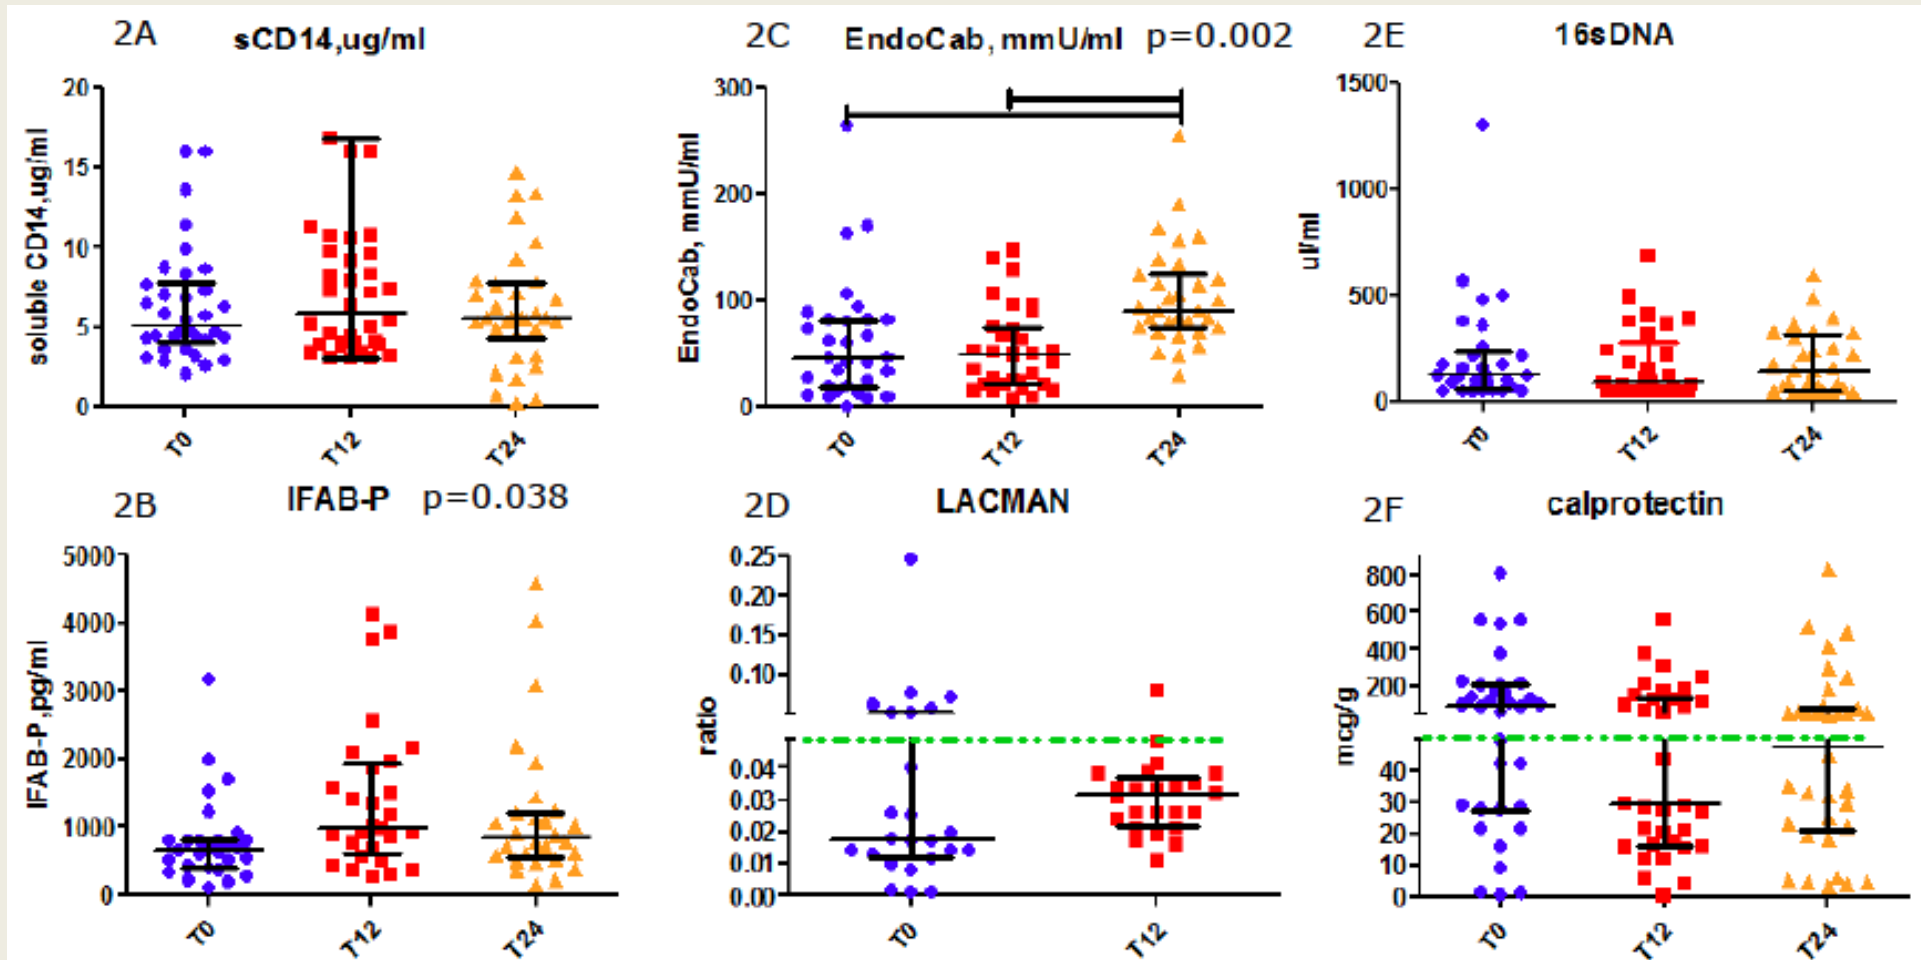 2A sCD14,ug/ml
soluble CD14,ug/ml
20
15
10
5
0
T0 T12 T24
2C EndoCab, mmU/ml p=0.002
EndoCab, mmU/ml
300
200
100
0
T0 T12 T24
2E 16sDNA
ul/ml
1500
1000
500
0
T0 T12 T24
2B IFAB-P p=0.038
IFAB-P,pg/ml
5000
4000
3000
2000
1000
0
T0 T12 T24
2D LACMAN
ratio
0.25
0.20
0.15
0.10
0.04
0.03
0.02
0.01
0.00
T0 T12
2F calprotectin
mcg/g
800
600
400
200
40
30
20
10
0
T0 T12 T24